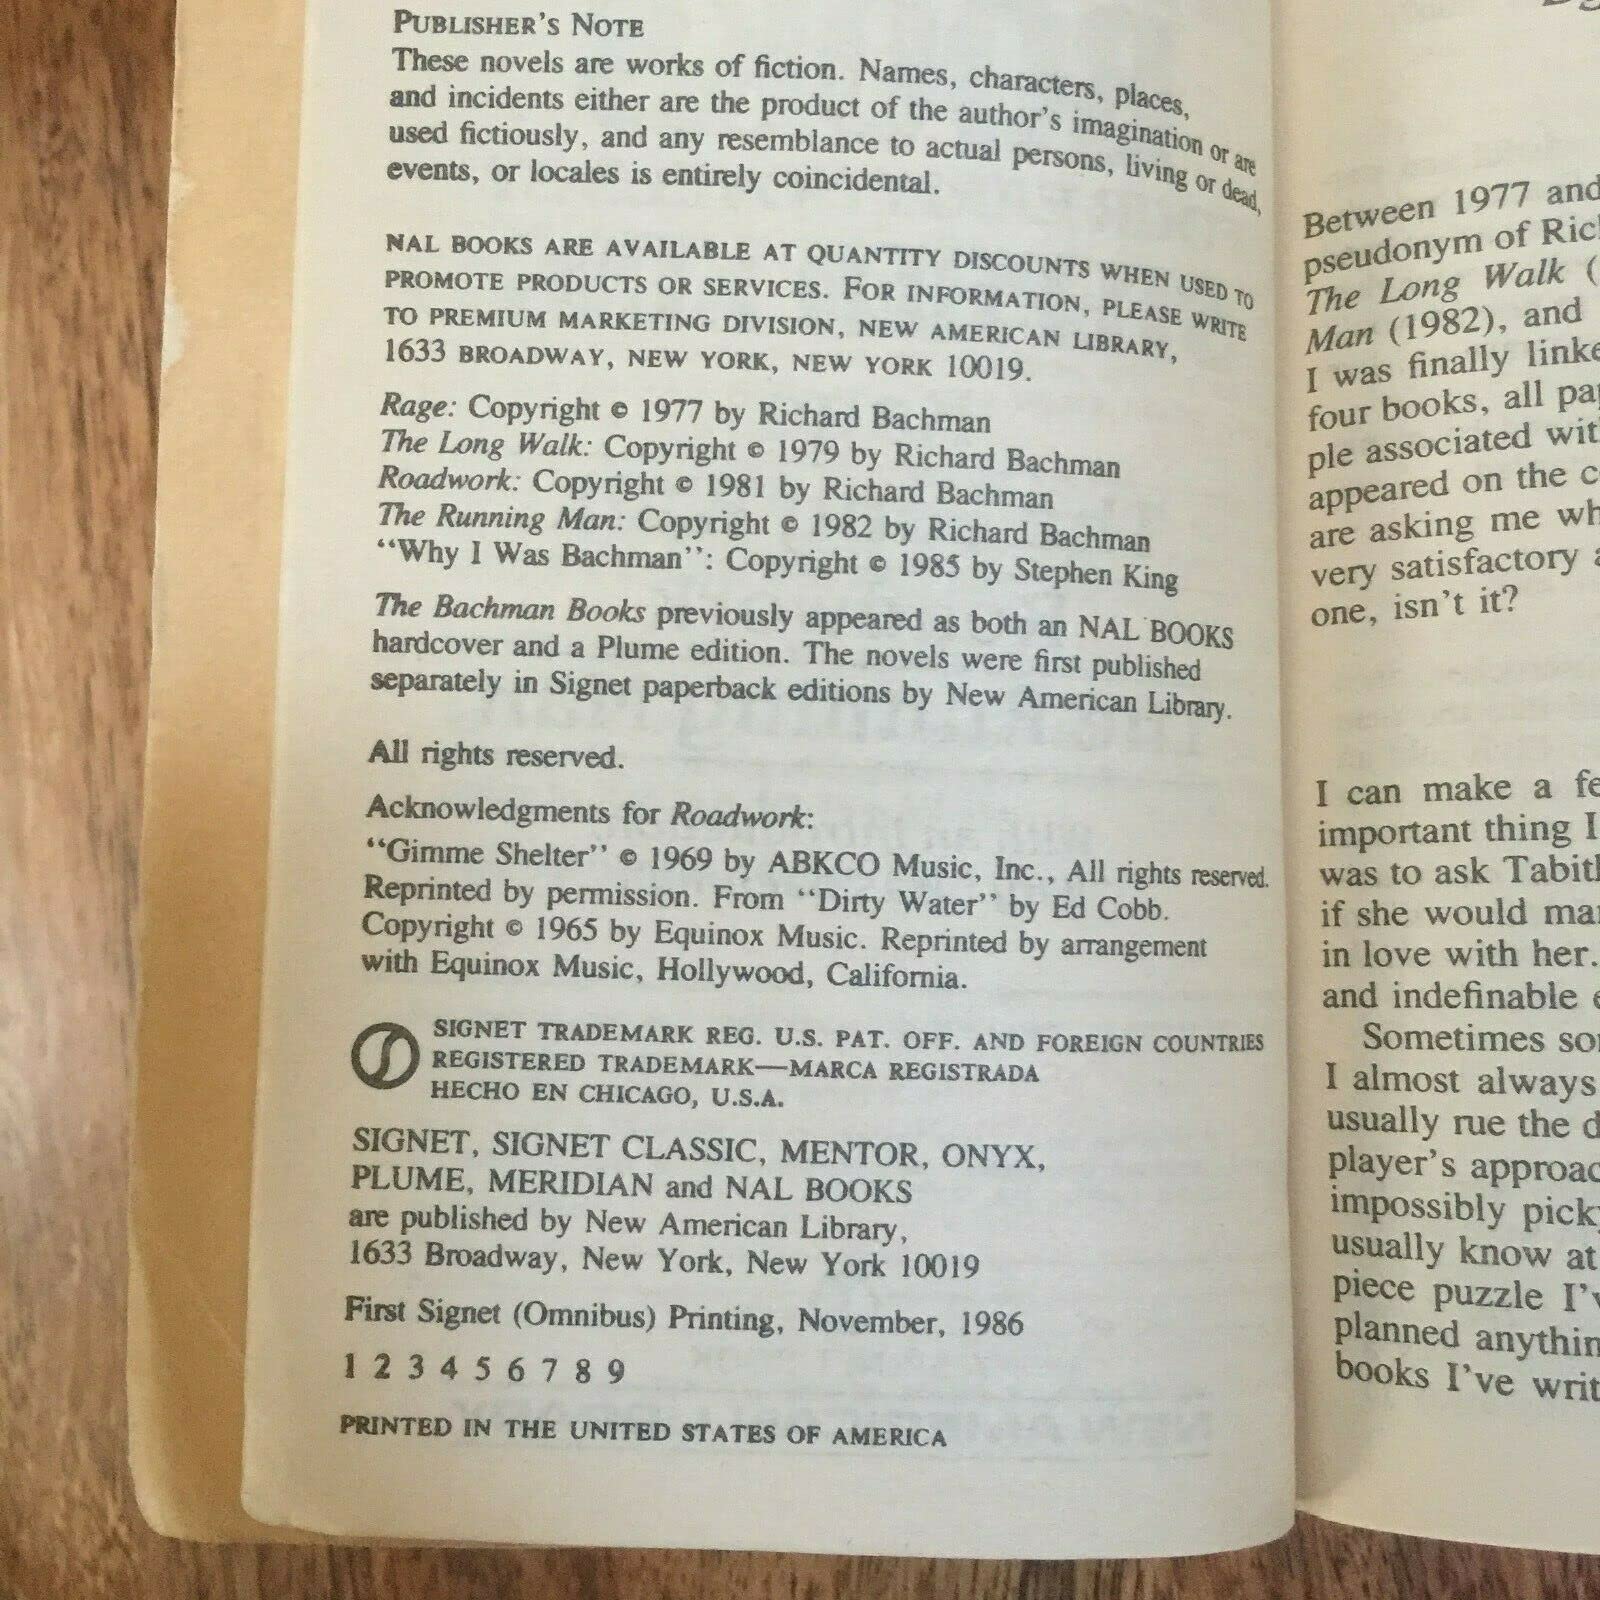 PUBLISHER'S NOTE
These novels are works of fiction. Names, characters, places,
and incidents either are the product of the author's imagination or are
used fictiously, and any resemblance to actual persons, living or dead,
events, or locales is entirely coincidental.
NAL BOOKS ARE AVAILABLE AT QUANTITY DISCOUNTS WHEN USED TO
PROMOTE PRODUCTS OR SERVICES. FOR INFORMATION, PLEASE WRITE
TO PREMIUM MARKETING DIVISION, NEW AMERICAN LIBRARY,
1633 BROADWAY, NEW YORK, NEW YORK 10019.
Rage: Copyright © 1977 by Richard Bachman
The Long Walk: Copyright © 1979 by Richard Bachman
Roadwork: Copyright © 1981 by Richard Bachman
The Running Man: Copyright © 1982 by Richard Bachman
"Why I Was Bachman": Copyright © 1985 by Stephen King
The Bachman Books previously appeared as both an NAL BOOKS
hardcover and a Plume edition. The novels were first published
separately in Signet paperback editions by New American Library.
All rights reserved.
Acknowledgments for Roadwork:
"Gimme Shelter" © 1969 by ABKCO Music, Inc., All rights reserved.
Reprinted by permission. From "Dirty Water" by Ed Cobb.
Copyright © 1965 by Equinox Music. Reprinted by arrangement
with Equinox Music, Hollywood, California.
SIGNET TRADEMARK REG. U.S. PAT. OFF. AND FOREIGN COUNTRIES
REGISTERED TRADEMARK—MARCA REGISTRADA
HECHO EN CHICAGO, U.S.A.
SIGNET, SIGNET CLASSIC, MENTOR, ONYX,
PLUME, MERIDIAN and NAL BOOKS
are published by New American Library,
1633 Broadway, New York, New York 10019
First Signet (Omnibus) Printing, November, 1986
1 2 3 4 5 6 7 8 9
PRINTED IN THE UNITED STATES OF AMERICA
Between 1977 and
pseudonym of Ric
The Long Walk (
Man (1982), and
I was finally linke
four books, all pa
ple associated wit
appeared on the c
are asking me wh
very satisfactory a
one, isn't it?
I can make a fe
important thing I
was to ask Tabit
if she would ma
in love with her.
and indefinable e
Sometimes so
I almost always
usually rue the d
player's approac
impossibly pick
usually know at
piece puzzle I'v
planned anythin
books I've writ